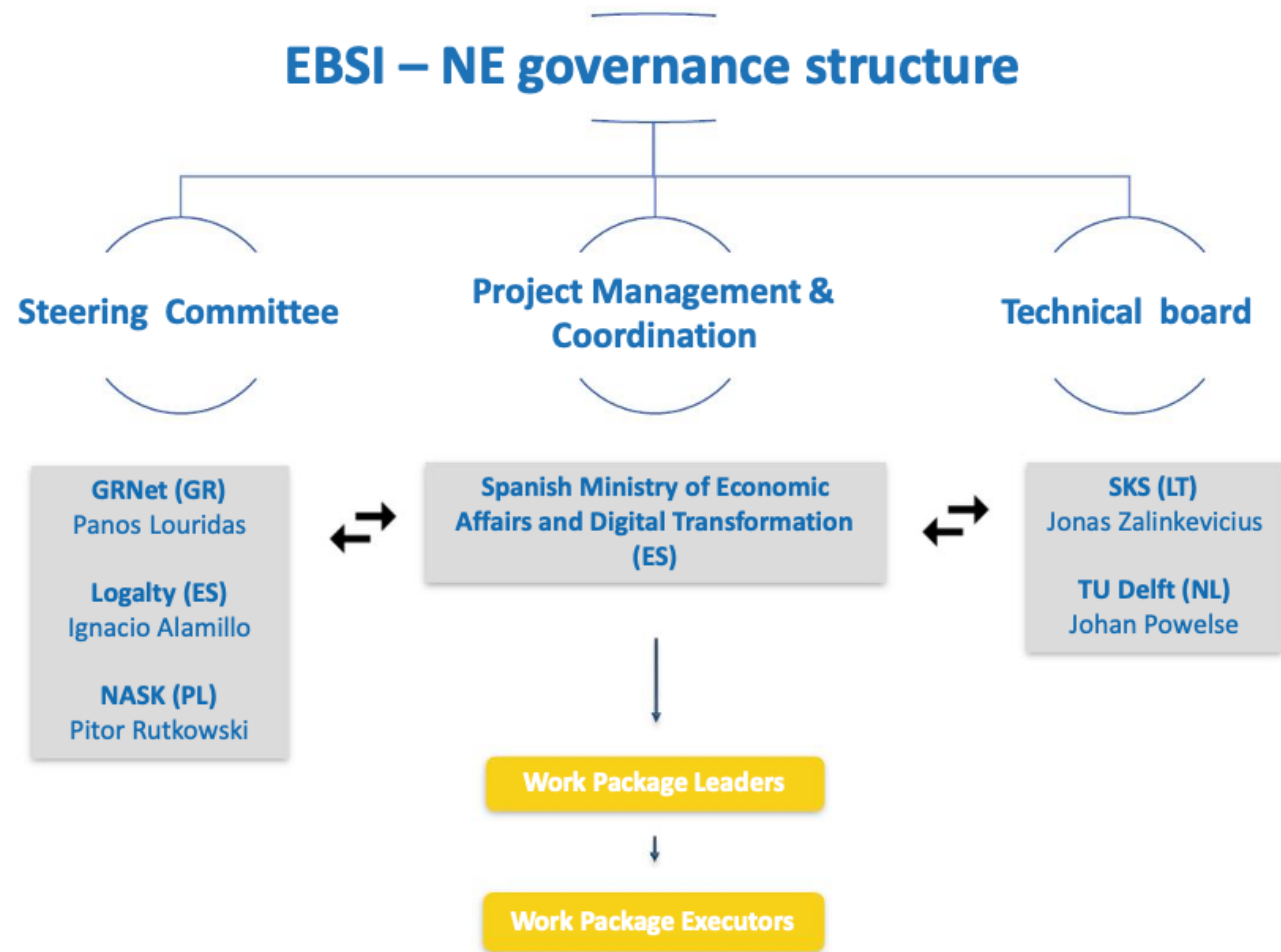 EBSI – NE governance structure
Steering Committee
Project Management &
Coordination
Technical board
GRNet (GR)
Panos Louridas
Logalty (ES)
Ignacio Alamillo
NASK (PL)
Pitor Rutkowski
Spanish Ministry of Economic
Affairs and Digital Transformation
(ES)
SKS (LT)
Jonas Zalinkevicius
TU Delft (NL)
Johan Powelse
Work Package Leaders
Work Package Executors